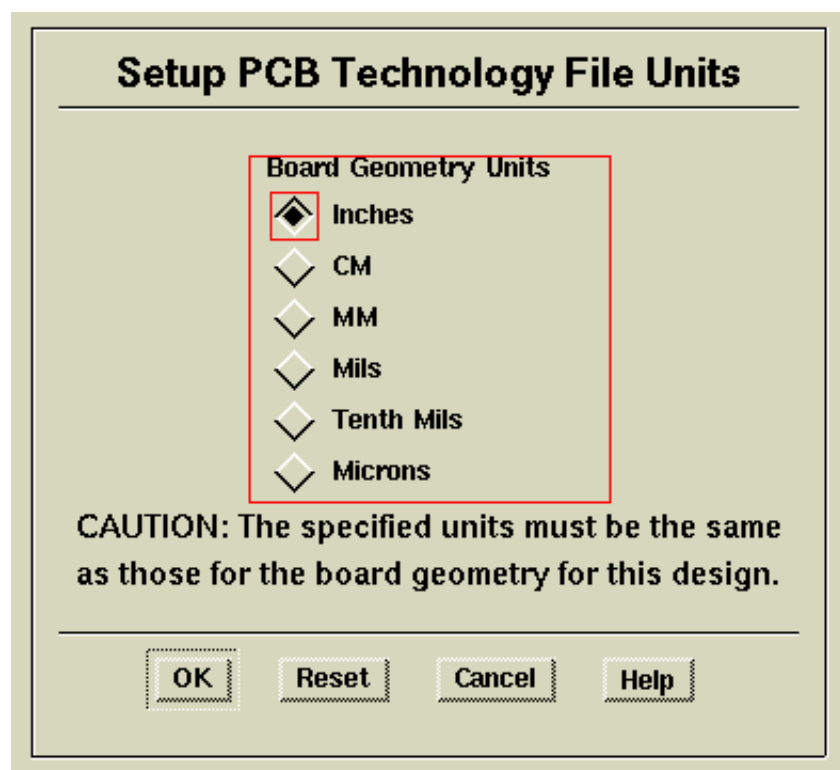 Setup PCB Technology File Units
Board Geometry Units
Inches
CM
MM
Mils
Tenth Mils
Microns
CAUTION: The specified units must be the same
as those for the board geometry for this design.
OK Reset Cancel Help